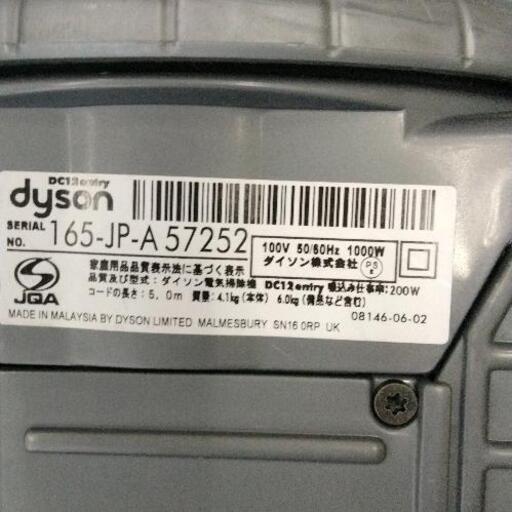 DC12entry
dyson
SERIAL NO. 165-JP-A 57252
100V 50/60Hz 1000W
ダイソン株式会社
PS E
JQA
家庭用品品質表示法に基づく表示
品質及び型式:ダイソン電気掃除機 DC12entry 吸込み仕事率:200W
コードの長さ:5.0m 質量:4.1kg(本体) 6.0kg(備品など含む)
08146-06-02
MADE IN MALAYSIA BY DYSON LIMITED MALMESBURY SN16 0RP UK